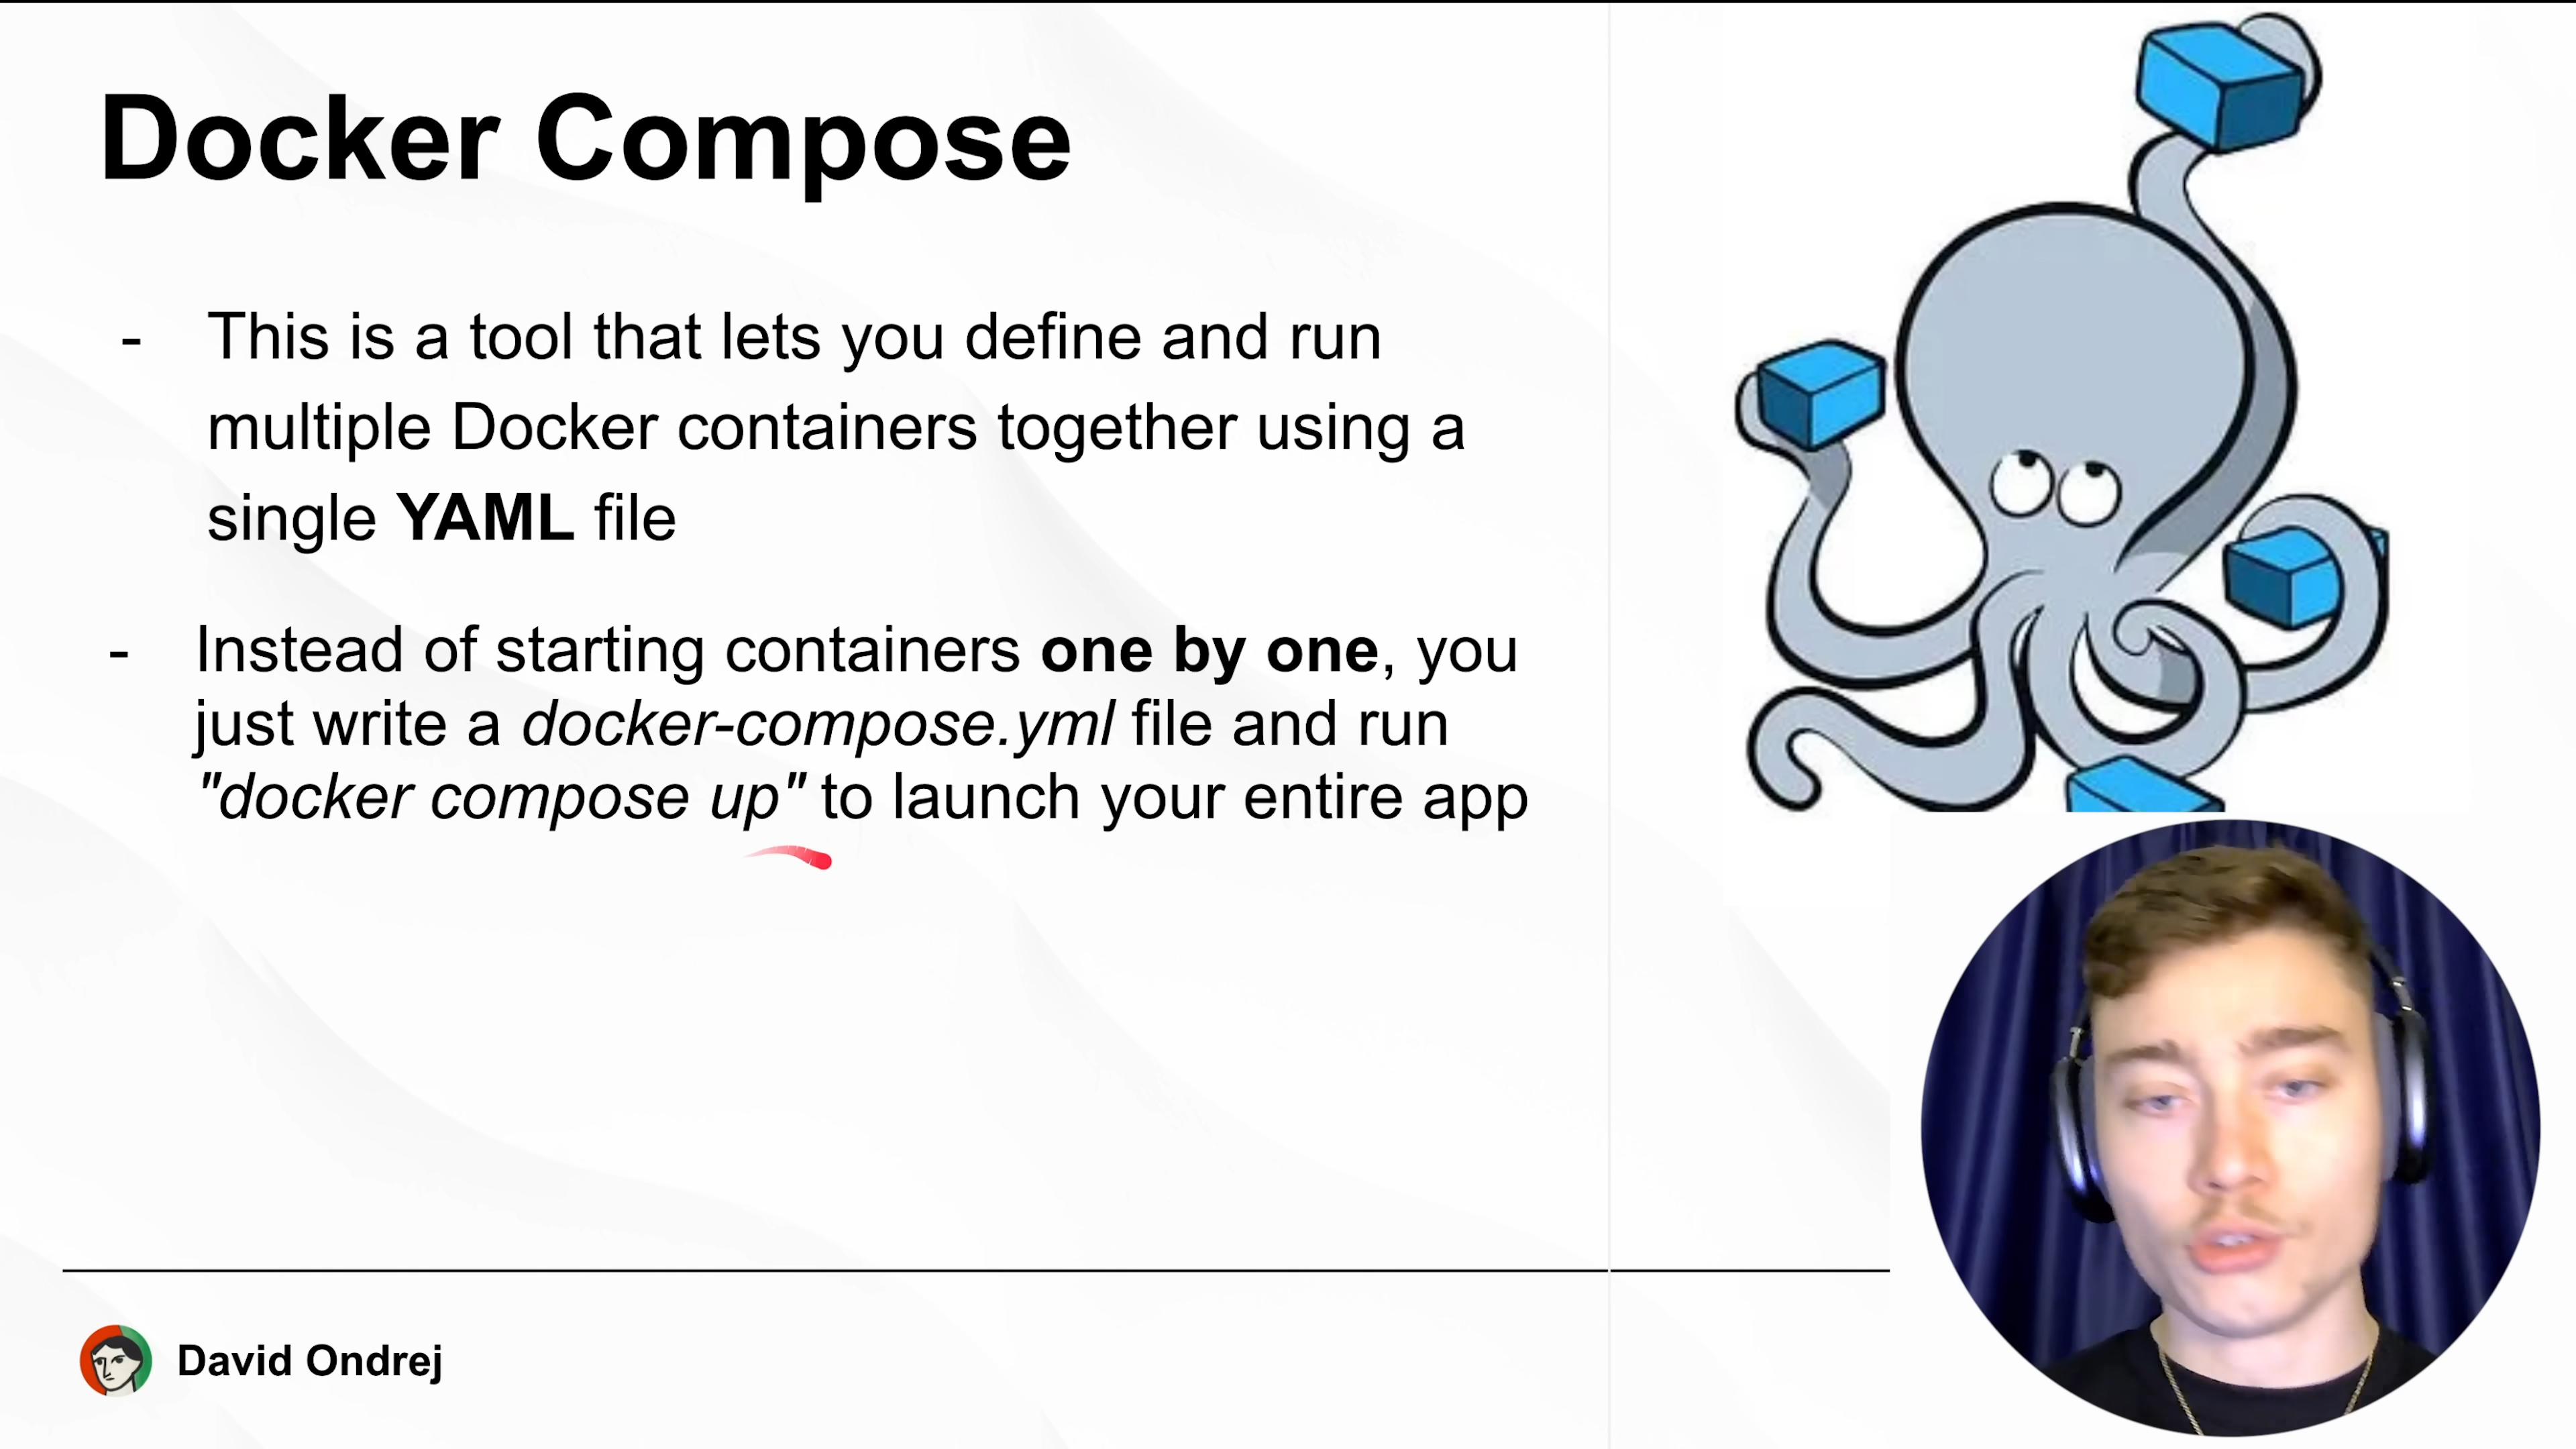 Docker Compose
- This is a tool that lets you define and run
multiple Docker containers together using a
single YAML file
- Instead of starting containers one by one, you
just write a docker-compose.yml file and run
"docker compose up" to launch your entire app
David Ondrej